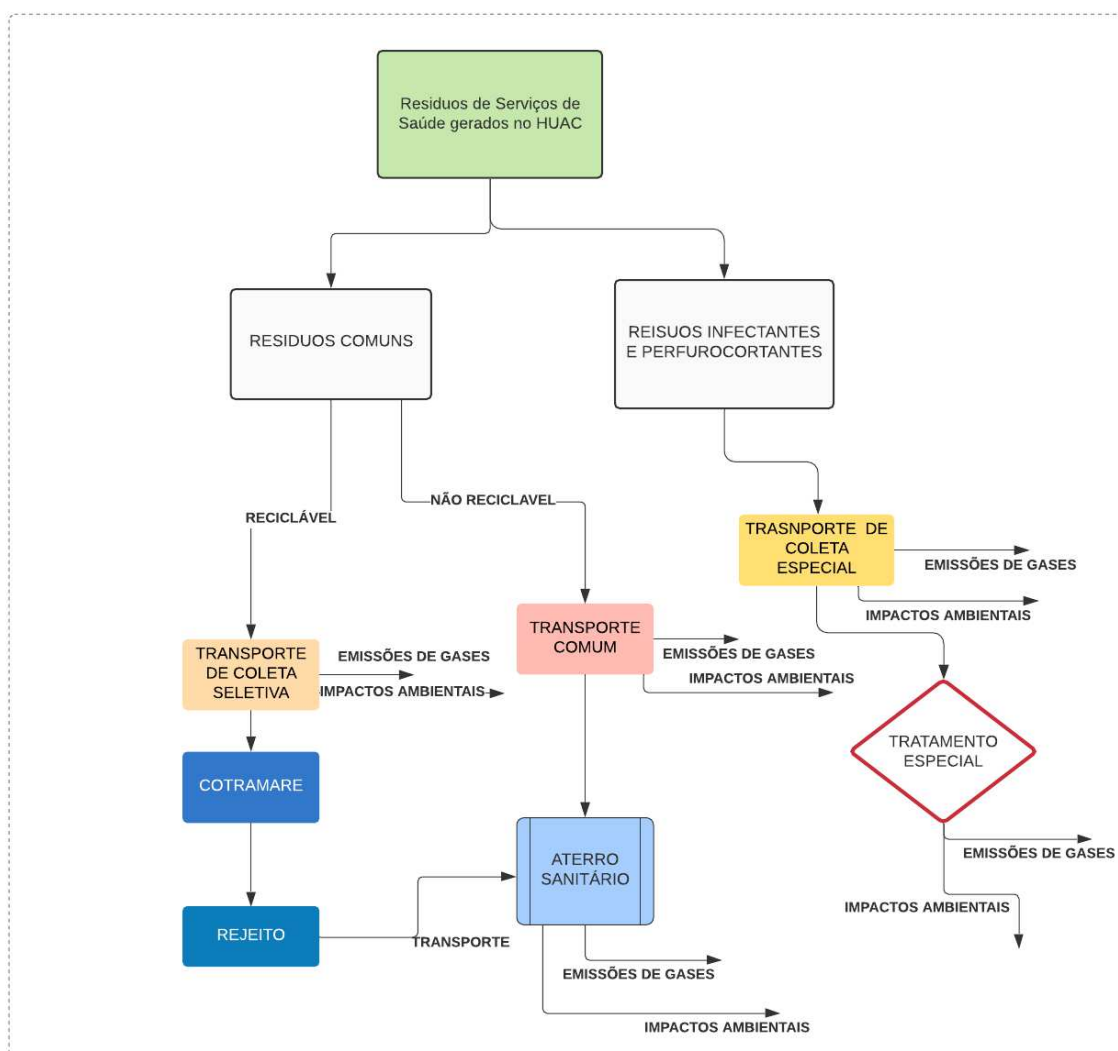 Residuos de Serviços de
Saúde gerados no HUAC
RESIDUOS COMUNS
REISUOS INFECTANTES
E PERFUROCORTANTES
NÃO RECICLAVEL
RECICLÁVEL
TRASNPORTE DE
COLETA
ESPECIAL
EMISSÕES DE GASES
IMPACTOS AMBIENTAIS
TRANSPORTE
COMUM
EMISSÕES DE GASES
IMPACTOS AMBIENTAIS
TRANSPORTE
DE COLETA
SELETIVA
EMISSÕES DE GASES
IMPACTOS AMBIENTAIS
TRATAMENTO
ESPECIAL
COTRAMARE
ATERRO
SANITÁRIO
EMISSÕES DE GASES
IMPACTOS AMBIENTAIS
REJEITO
TRANSPORTE
EMISSÕES DE GASES
IMPACTOS AMBIENTAIS